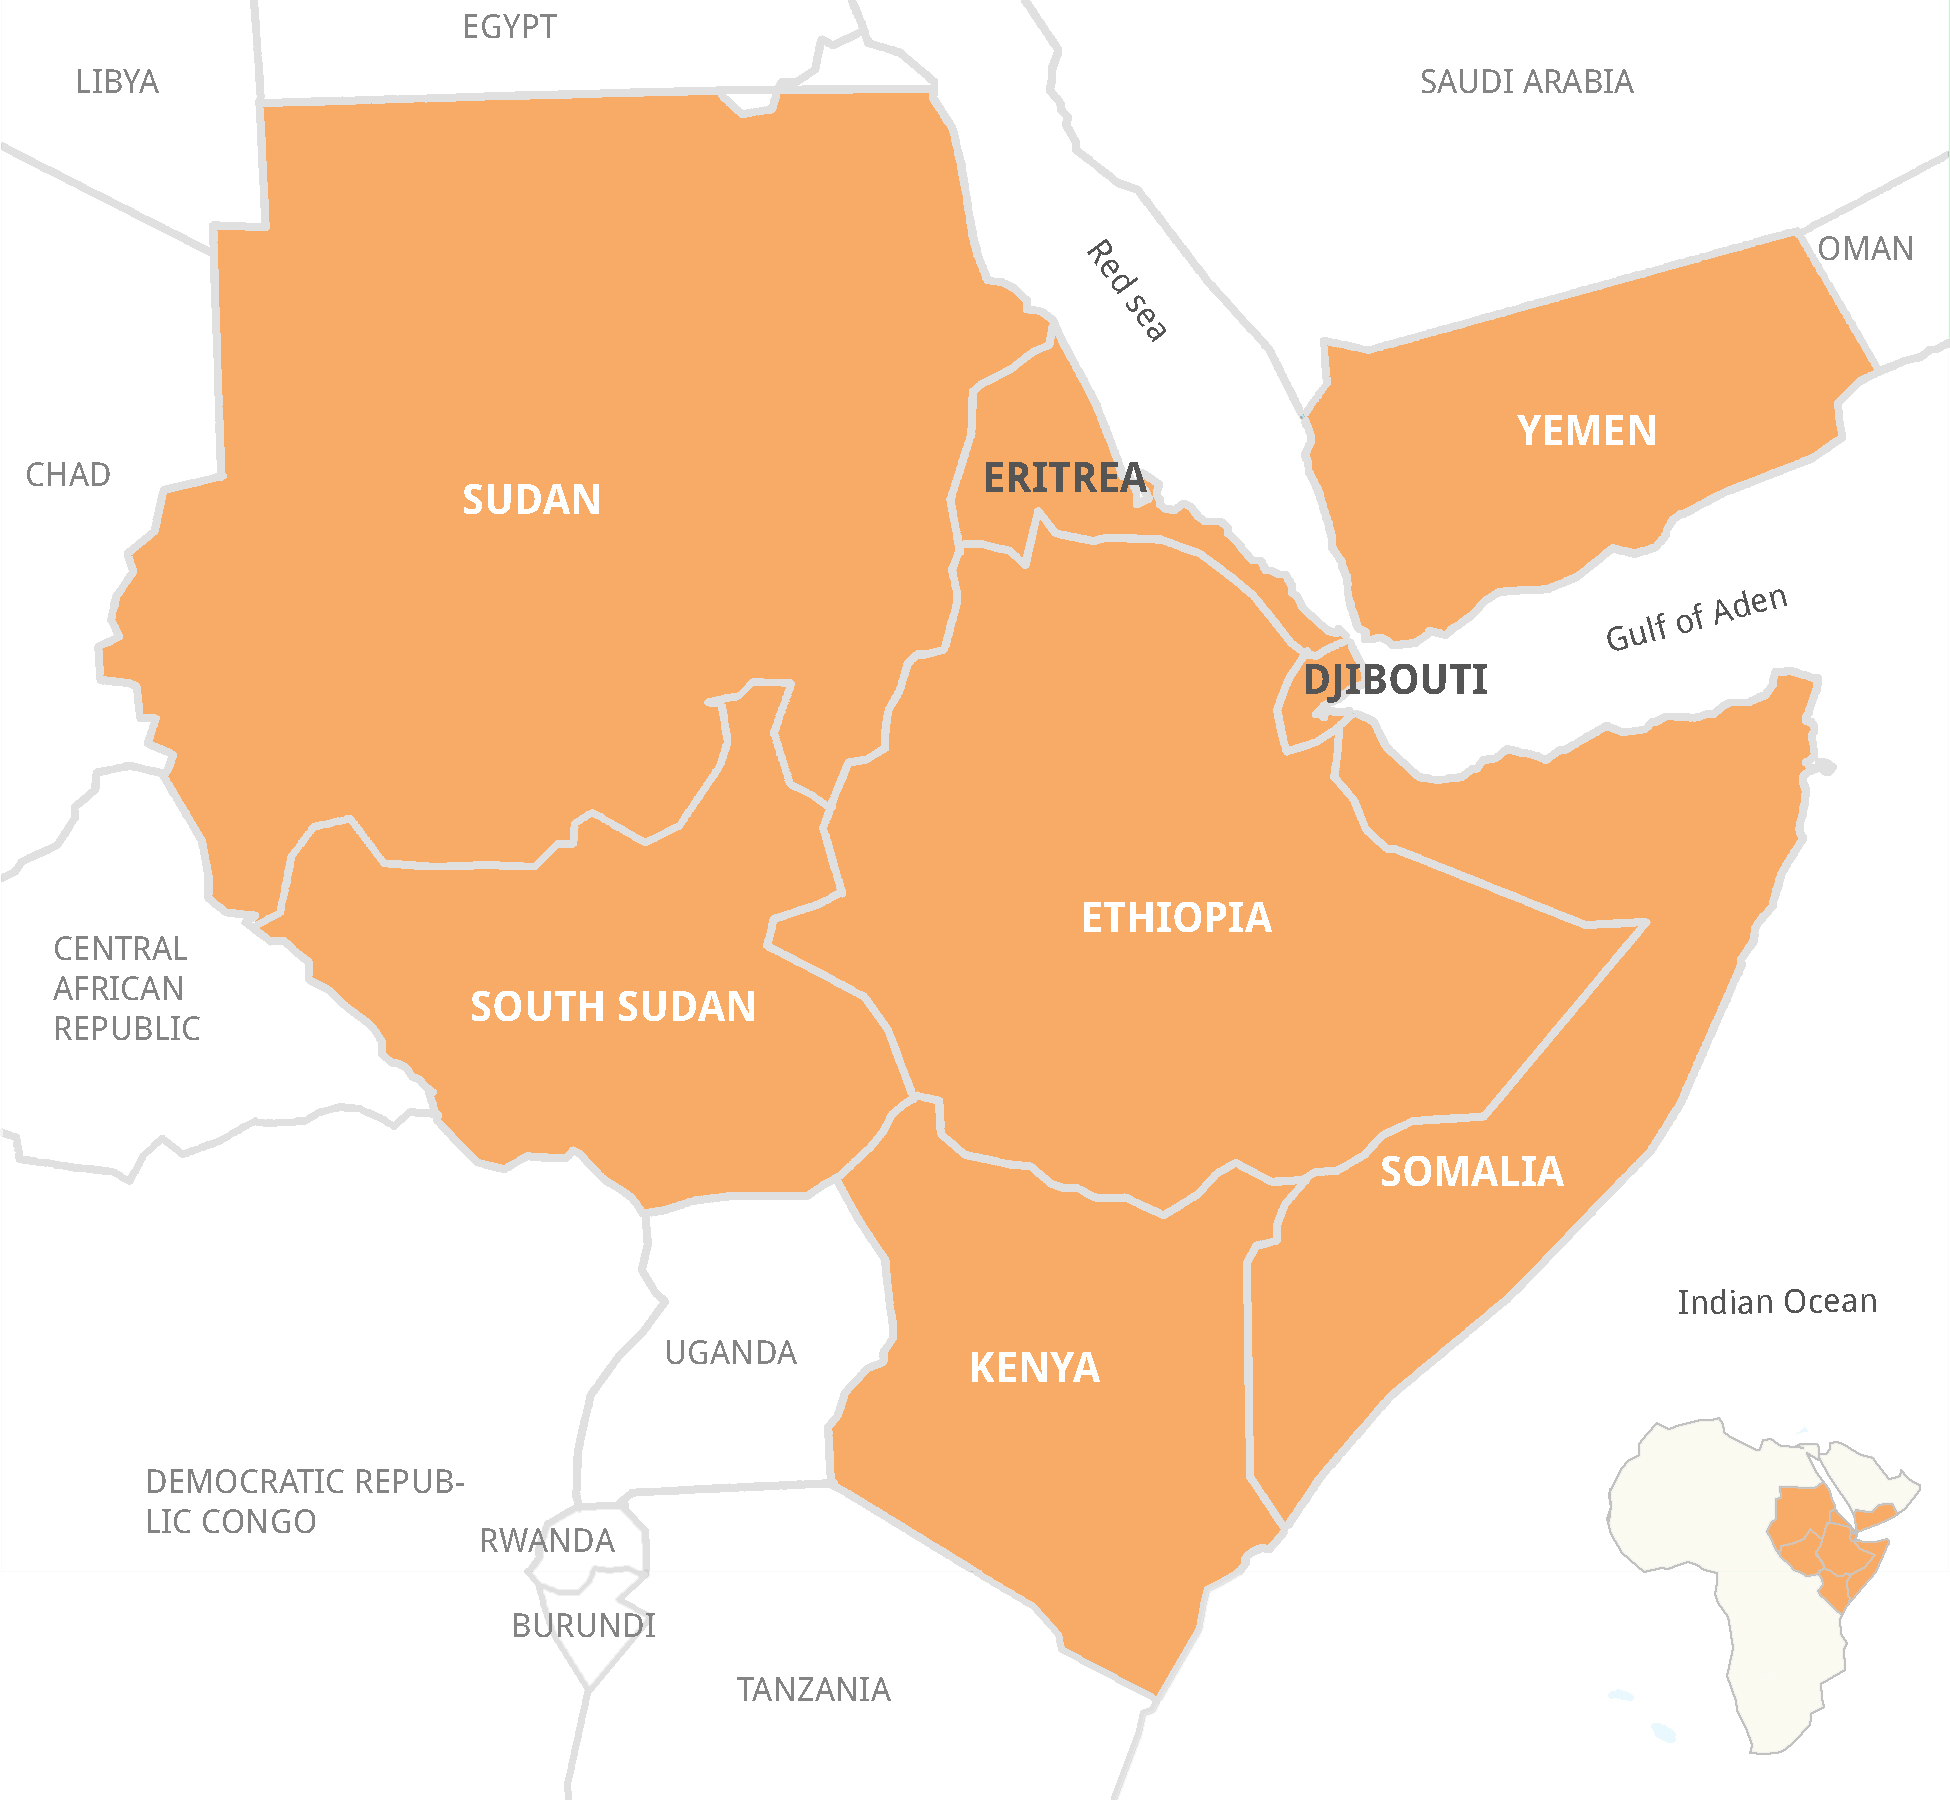 EGYPT
LIBYA
SAUDI ARABIA
OMAN
Red sea
YEMEN
CHAD
SUDAN
ERITREA
Gulf of Aden
DJIBOUTI
ETHIOPIA
CENTRAL
AFRICAN
REPUBLIC
SOUTH SUDAN
SOMALIA
Indian Ocean
UGANDA
KENYA
DEMOCRATIC REPUB-
LIC CONGO
RWANDA
BURUNDI
TANZANIA